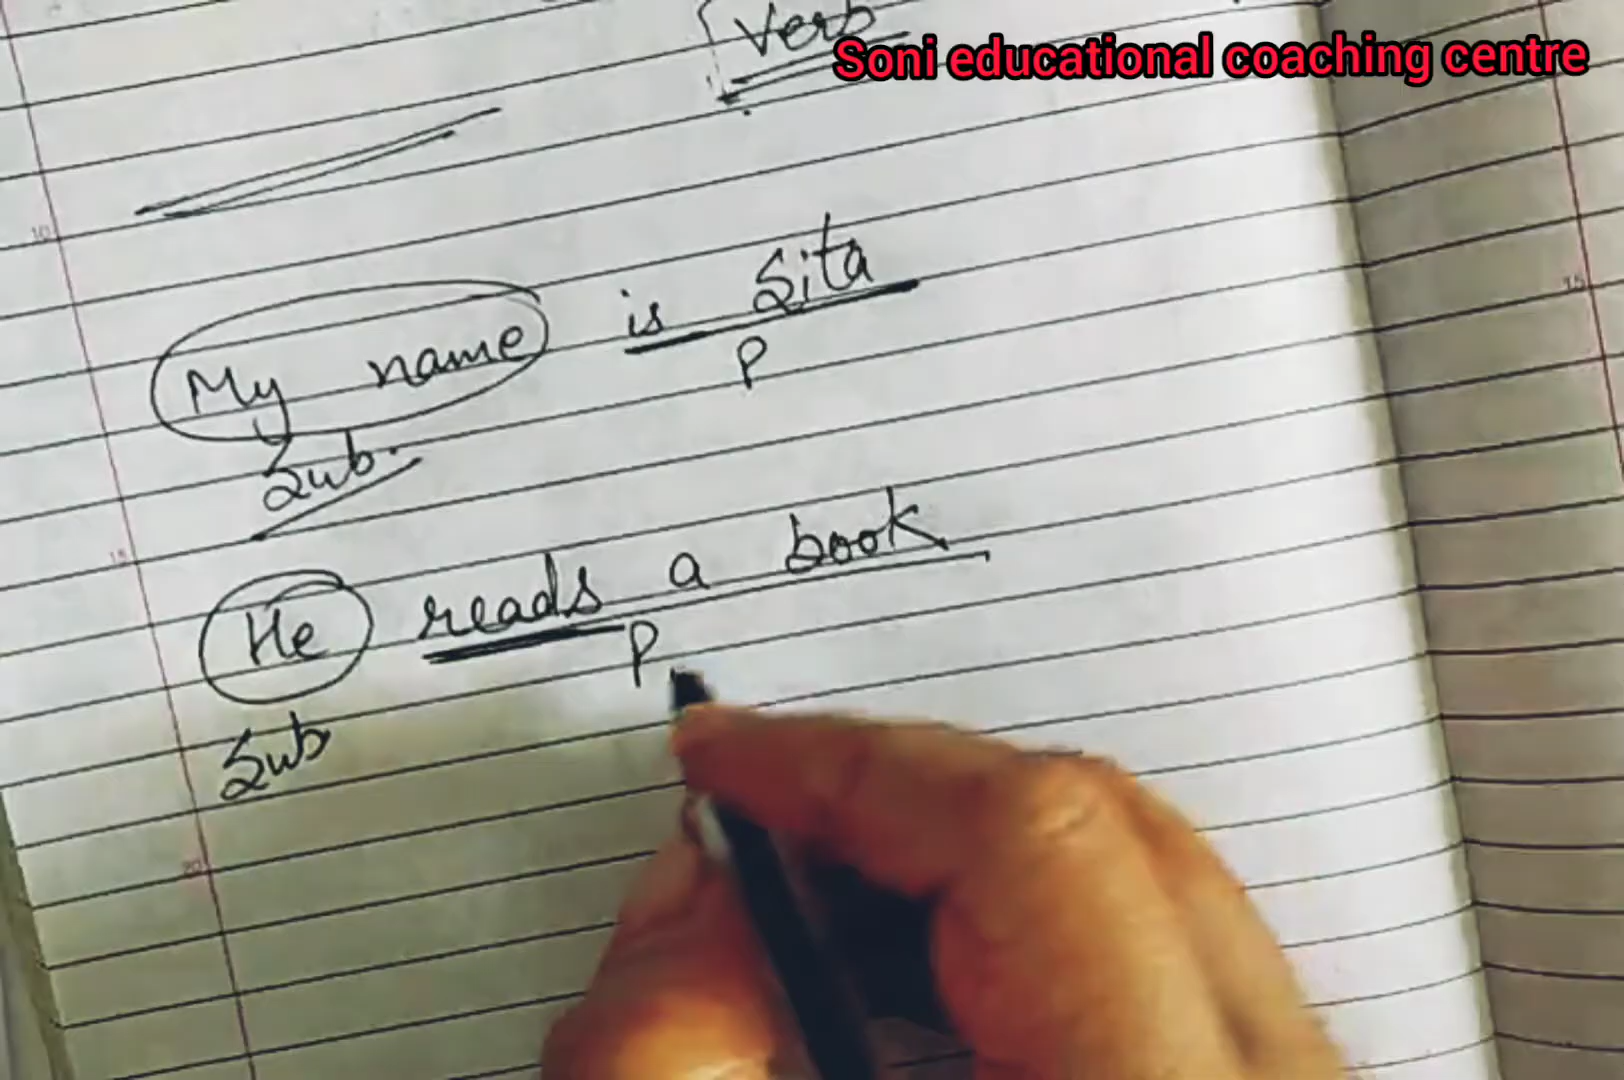 Verb
Soni educational coaching centre
My name is Sita
P
Sub.
He reads a book
P
Sub